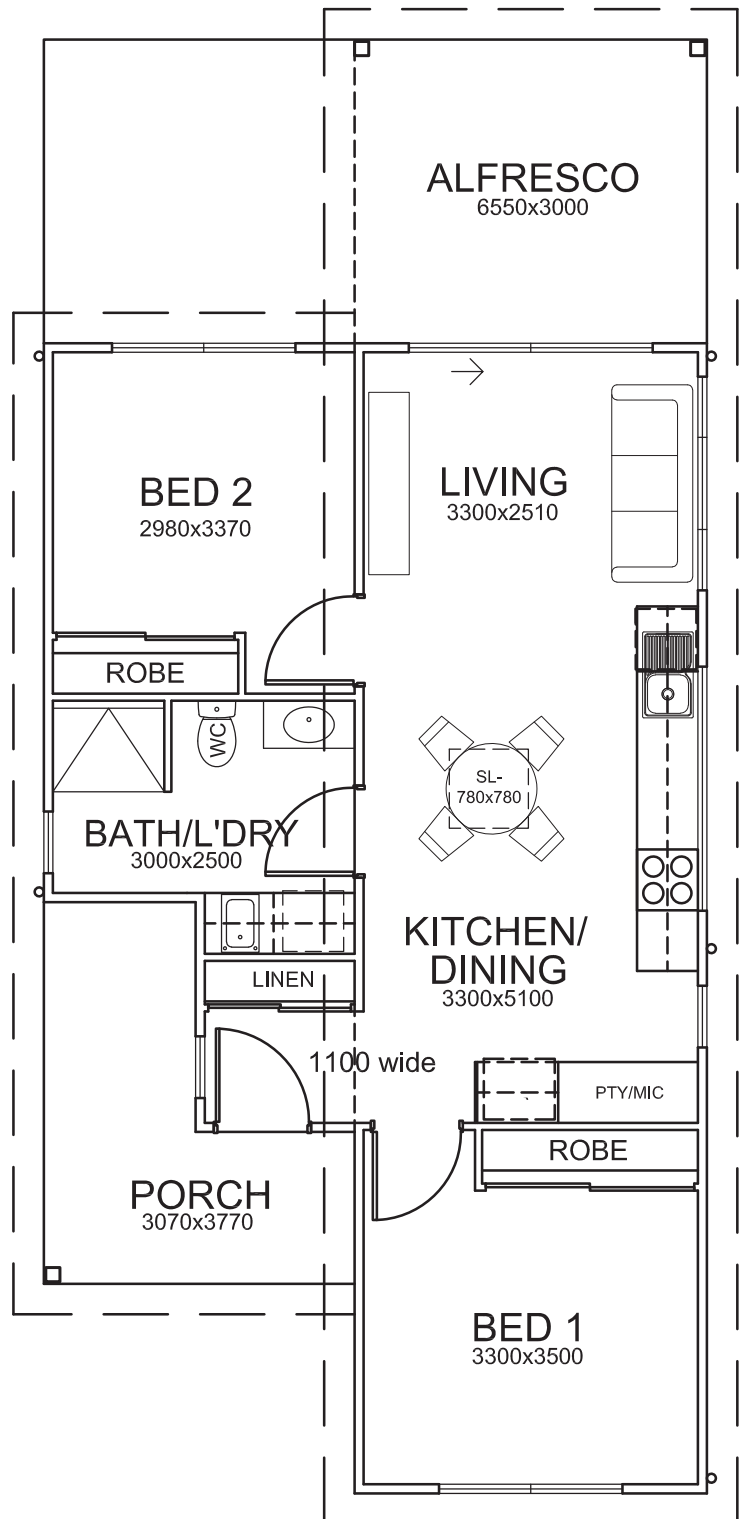 ALFRESCO
6550x3000
BED 2
2980x3370
LIVING
3300x2510
ROBE
WC
SL-
780x780
BATH/L'DRY
3000x2500
KITCHEN/
DINING
3300x5100
LINEN
1100 wide
PTY/MIC
ROBE
PORCH
3070x3770
BED 1
3300x3500